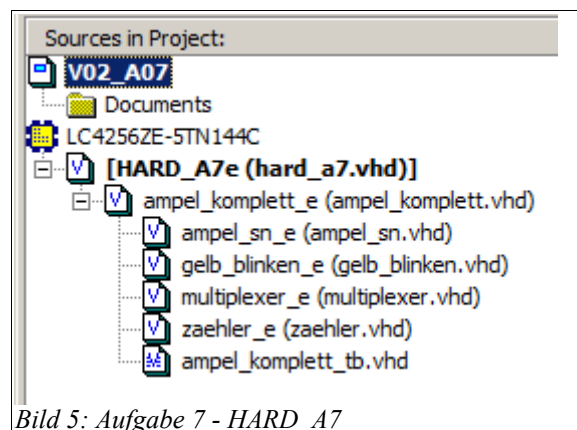 Sources in Project:
V02_A07
Documents
LC4256ZE-5TN144C
[HARD_A7e (hard_a7.vhd)]
ampel_komplett_e (ampel_komplett.vhd)
ampel_sn_e (ampel_sn.vhd)
gelb_blinken_e (gelb_blinken.vhd)
multiplexer_e (multiplexer.vhd)
zaehler_e (zaehler.vhd)
ampel_komplett_tb.vhd
Bild 5: Aufgabe 7 - HARD_A7